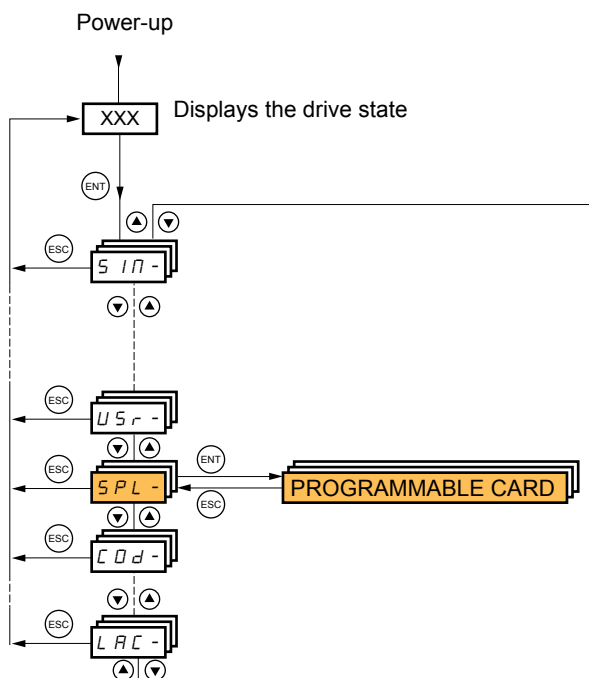 Power-up
XXX
Displays the drive state
ENT
ESC
SIM-
ESC
USr-
ESC
SPL-
ENT
ESC
PROGRAMMABLE CARD
ESC
COd-
ESC
LAC-